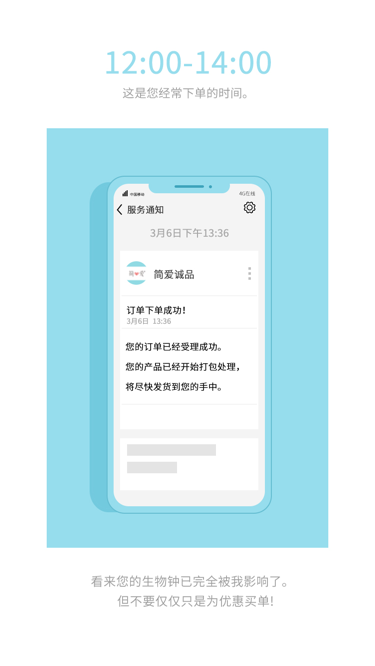 12:00-14:00
这是您经常下单的时间。
中国移动
4G在线
服务通知
3月6日下午13:36
简爱诚品
订单下单成功！
3月6日 13:36
您的订单已经受理成功。
您的产品已经开始打包处理，
将尽快发货到您的手中。
看来您的生物钟已完全被我影响了。
但不要仅仅只是为优惠买单!